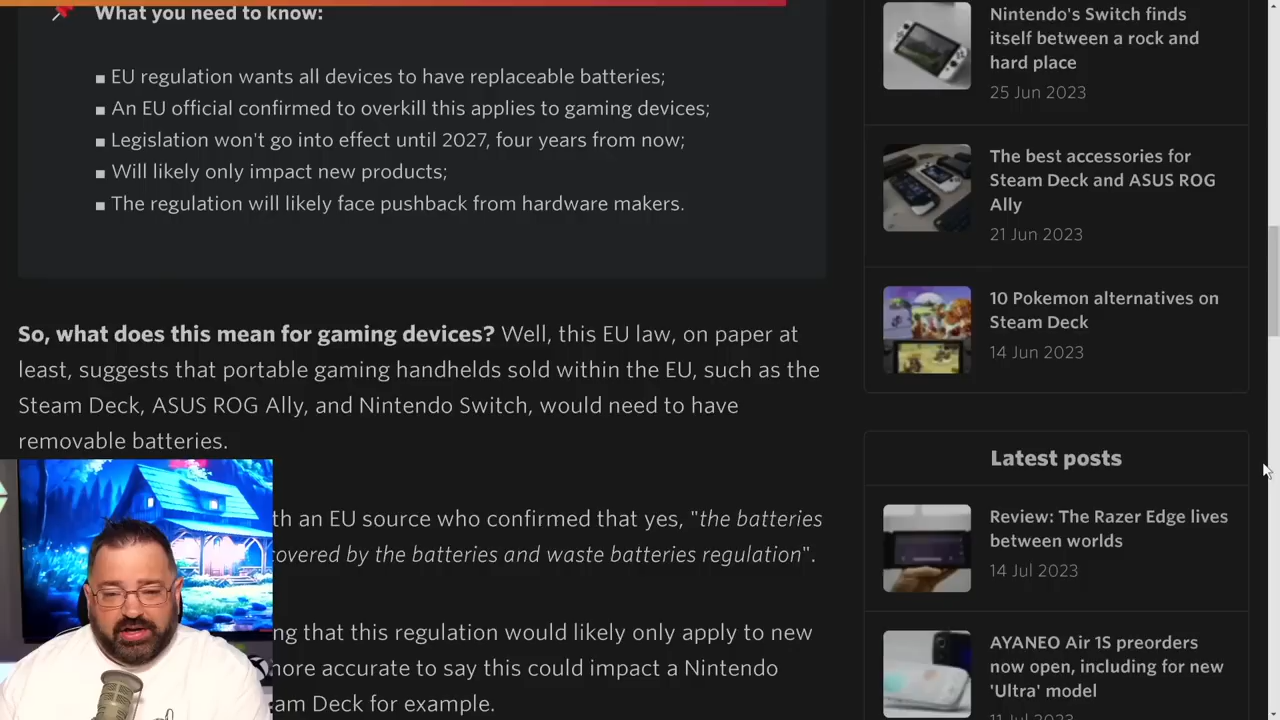 What you need to know:
EU regulation wants all devices to have replaceable batteries;
An EU official confirmed to overkill this applies to gaming devices;
Legislation won't go into effect until 2027, four years from now;
Will likely only impact new products;
The regulation will likely face pushback from hardware makers.
So, what does this mean for gaming devices? Well, this EU law, on paper at
least, suggests that portable gaming handhelds sold within the EU, such as the
Steam Deck, ASUS ROG Ally, and Nintendo Switch, would need to have
removable batteries.
th an EU source who confirmed that yes, "the batteries
overed by the batteries and waste batteries regulation".
ng that this regulation would likely only apply to new
more accurate to say this could impact a Nintendo
am Deck for example.
Nintendo's Switch finds
itself between a rock and
hard place
25 Jun 2023
The best accessories for
Steam Deck and ASUS ROG
Ally
21 Jun 2023
10 Pokemon alternatives on
Steam Deck
14 Jun 2023
Latest posts
Review: The Razer Edge lives
between worlds
14 Jul 2023
AYANEO Air 1S preorders
now open, including for new
'Ultra' model
11 Jul 2023